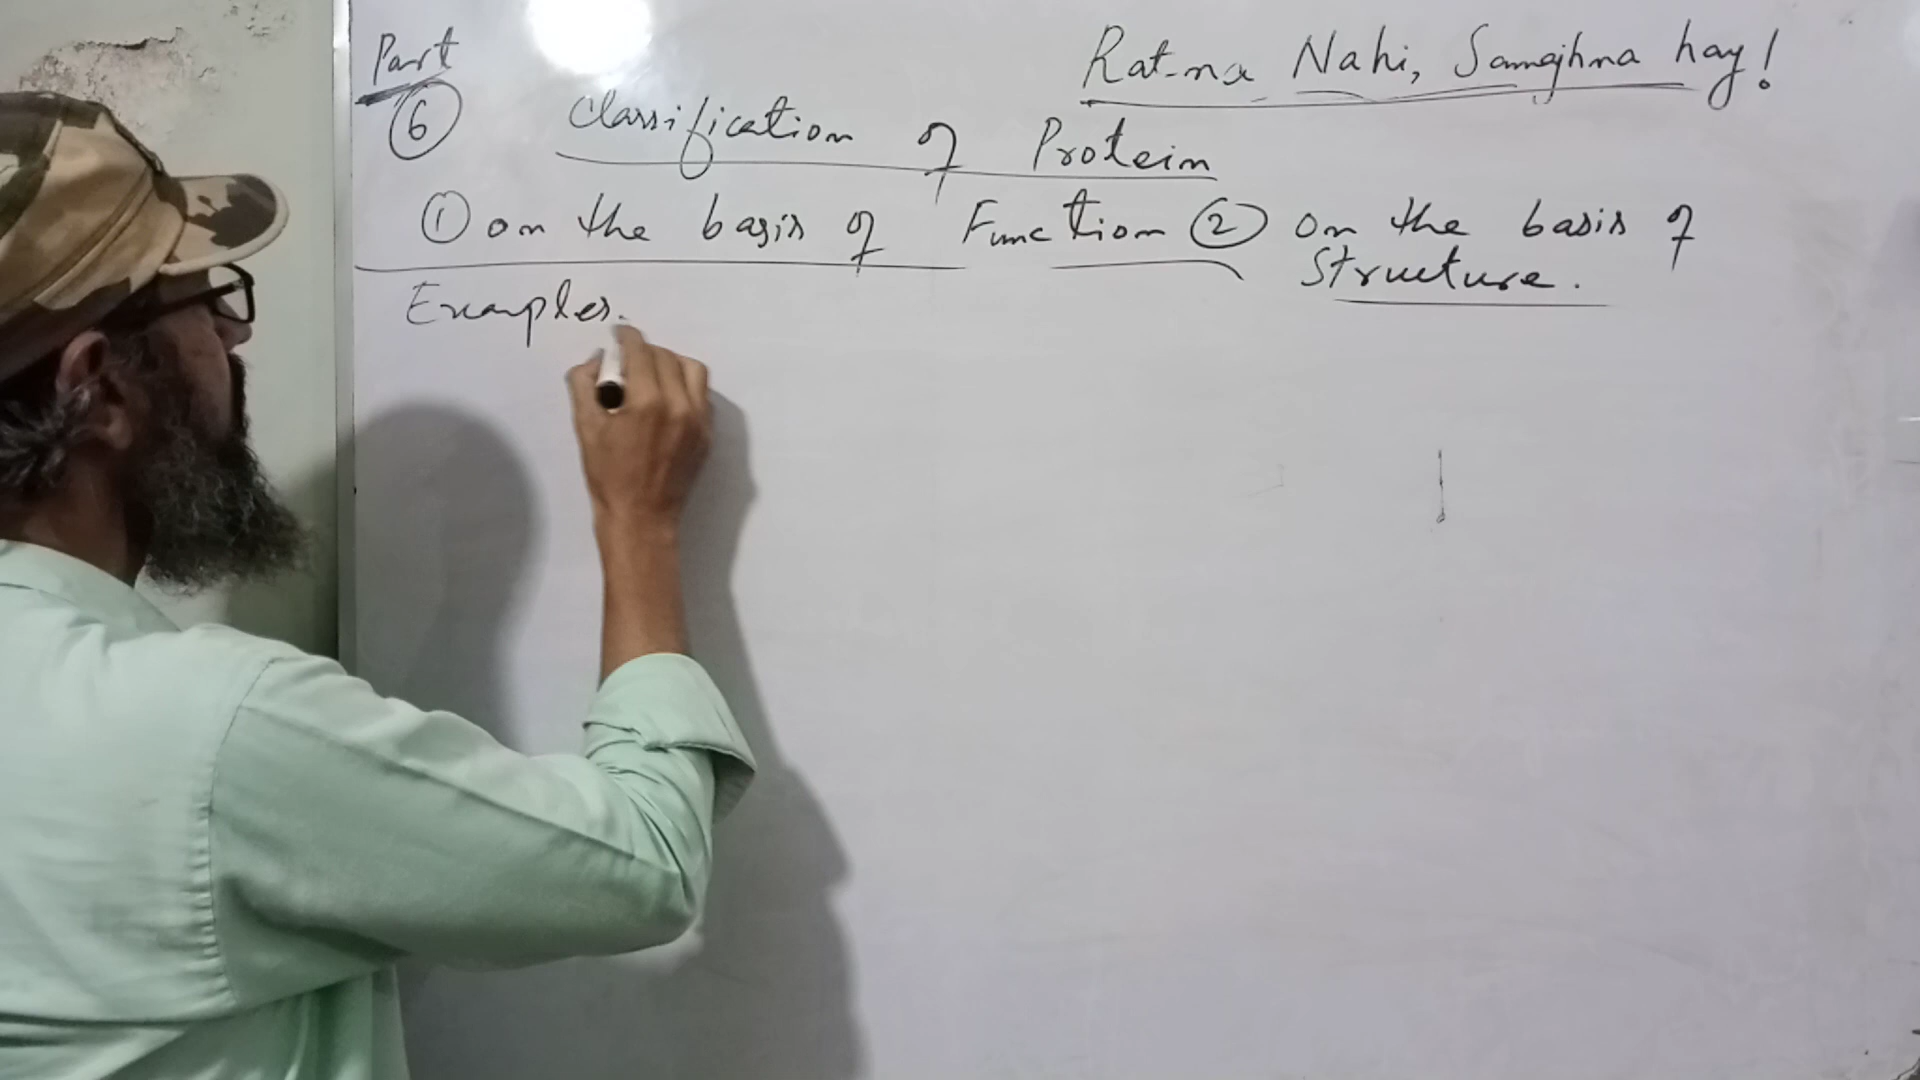 Part
Rat-na Nahi, Samajhna hay!
6 Classification of Protein
1 on the basis of Function 2 on the basis of
Structure.
Examples.